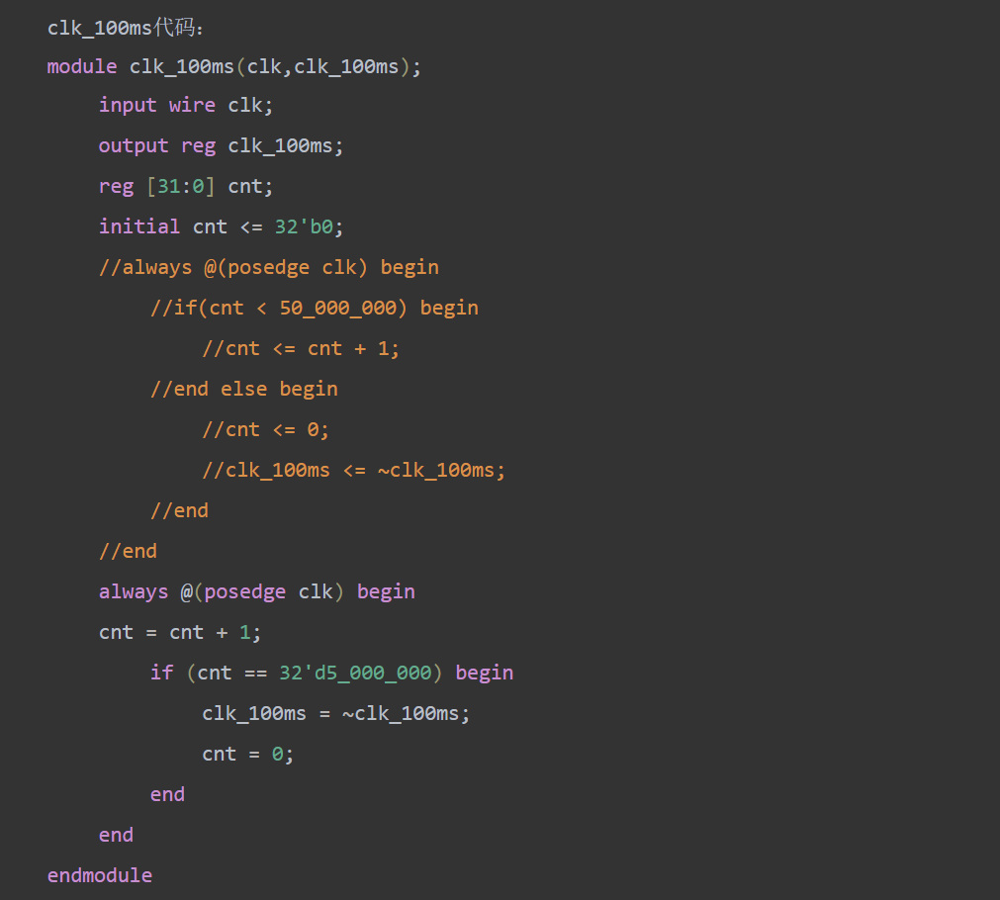 clk_100ms代码：
module clk_100ms(clk,clk_100ms);
input wire clk;
output reg clk_100ms;
reg [31:0] cnt;
initial cnt <= 32'b0;
//always @(posedge clk) begin
//if(cnt < 50_000_000) begin
//cnt <= cnt + 1;
//end else begin
//cnt <= 0;
//clk_100ms <= ~clk_100ms;
//end
//end
always @(posedge clk) begin
cnt = cnt + 1;
if (cnt == 32'd5_000_000) begin
clk_100ms = ~clk_100ms;
cnt = 0;
end
end
endmodule